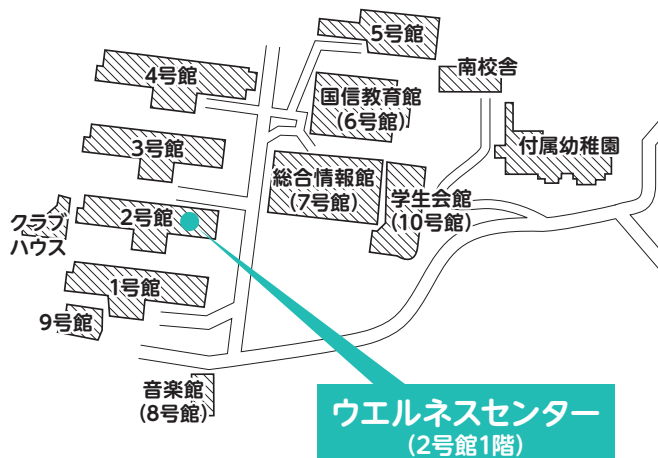 5号館
4号館
南校舎
国信教育館
(6号館)
3号館
付属幼稚園
総合情報館
(7号館)
学生会館
(10号館)
2号館
クラブ
ハウス
1号館
9号館
音楽館
(8号館)
ウエルネスセンター
(2号館1階)